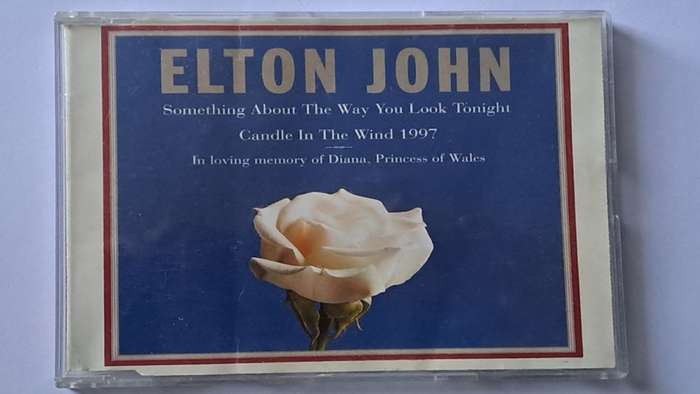 ELTON JOHN
Something About The Way You Look Tonight
Candle In The Wind 1997
In loving memory of Diana, Princess of Wales